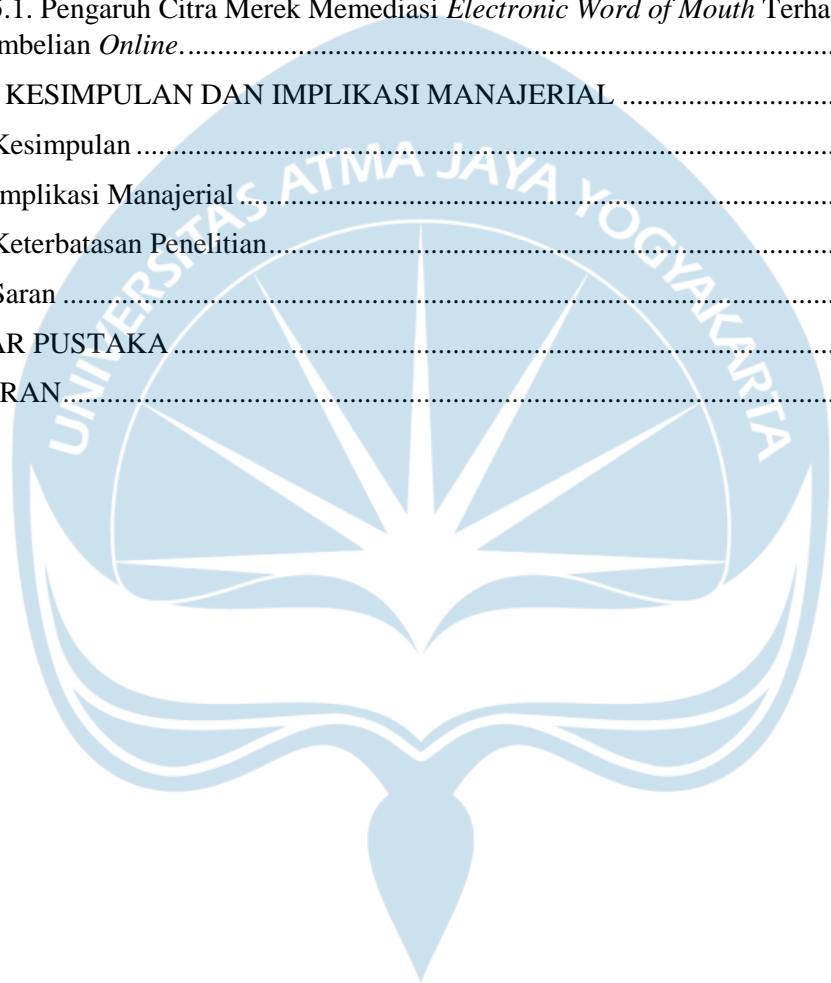 5.1. Pengaruh Citra Merek Memediasi Electronic Word of Mouth Terha
mbelian Online.
KESIMPULAN DAN IMPLIKASI MANAJERIAL
Kesimpulan
Implikasi Manajerial
Keterbatasan Penelitian
Saran
AR PUSTAKA
RAN
UNIVERSITAS ATMA JAYA YOGYAKARTA